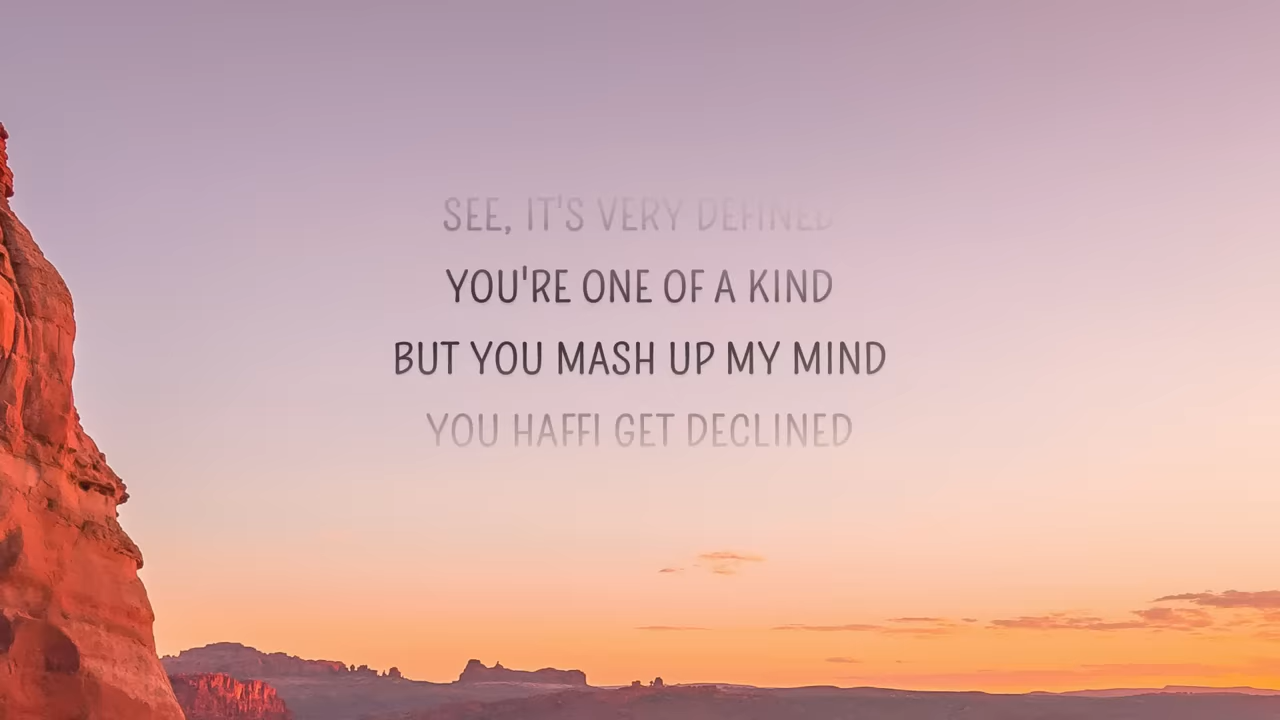 SEE, IT'S VERY DEFINED
YOU'RE ONE OF A KIND
BUT YOU MASH UP MY MIND
YOU HAFFI GET DECLINED